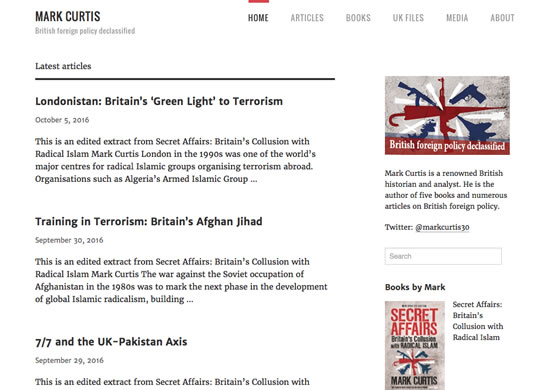 MARK CURTIS
British foreign policy declassified
HOME ARTICLES BOOKS UK FILES MEDIA ABOUT
Latest articles
Londonistan: Britain's 'Green Light' to Terrorism
October 5, 2016
This is an edited extract from Secret Affairs: Britain's Collusion with
Radical Islam Mark Curtis London in the 1990s was one of the world's
major centres for radical Islamic groups organising terrorism abroad.
Organisations such as Algeria's Armed Islamic Group ...
Training in Terrorism: Britain's Afghan Jihad
September 30, 2016
This is an edited extract from Secret Affairs: Britain's Collusion with
Radical Islam Mark Curtis The war against the Soviet occupation of
Afghanistan in the 1980s was to mark the next phase in the development
of global Islamic radicalism, building ...
7/7 and the UK-Pakistan Axis
September 29, 2016
This is an edited extract from Secret Affairs: Britain's Collusion with
British foreign policy declassified
Mark Curtis is a renowned British
historian and analyst. He is the
author of five books and numerous
articles on British foreign policy.
Twitter: @markcurtis30
Search
Books by Mark
SECRET
AFFAIRS
Britain's Collusion
with RADICAL ISLAM
MARK CURTIS
Secret Affairs:
Britain's
Collusion with
Radical Islam